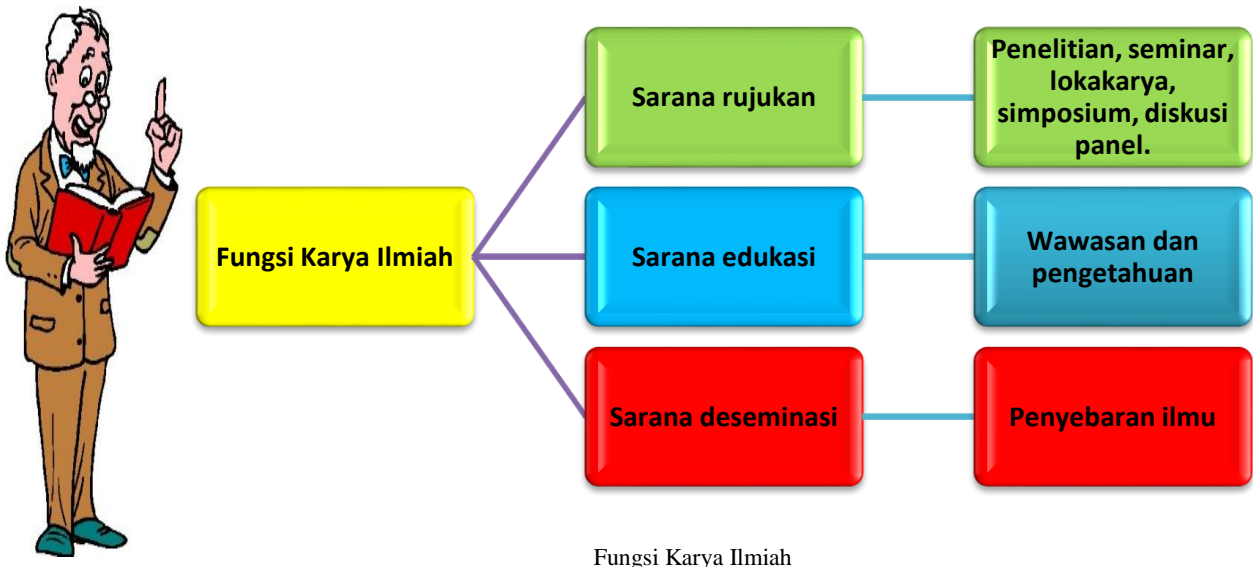 Fungsi Karya Ilmiah
Sarana rujukan
Penelitian, seminar,
lokakarya,
simposium, diskusi
panel.
Sarana edukasi
Wawasan dan
pengetahuan
Sarana deseminasi
Penyebaran ilmu
Fungsi Karya Ilmiah